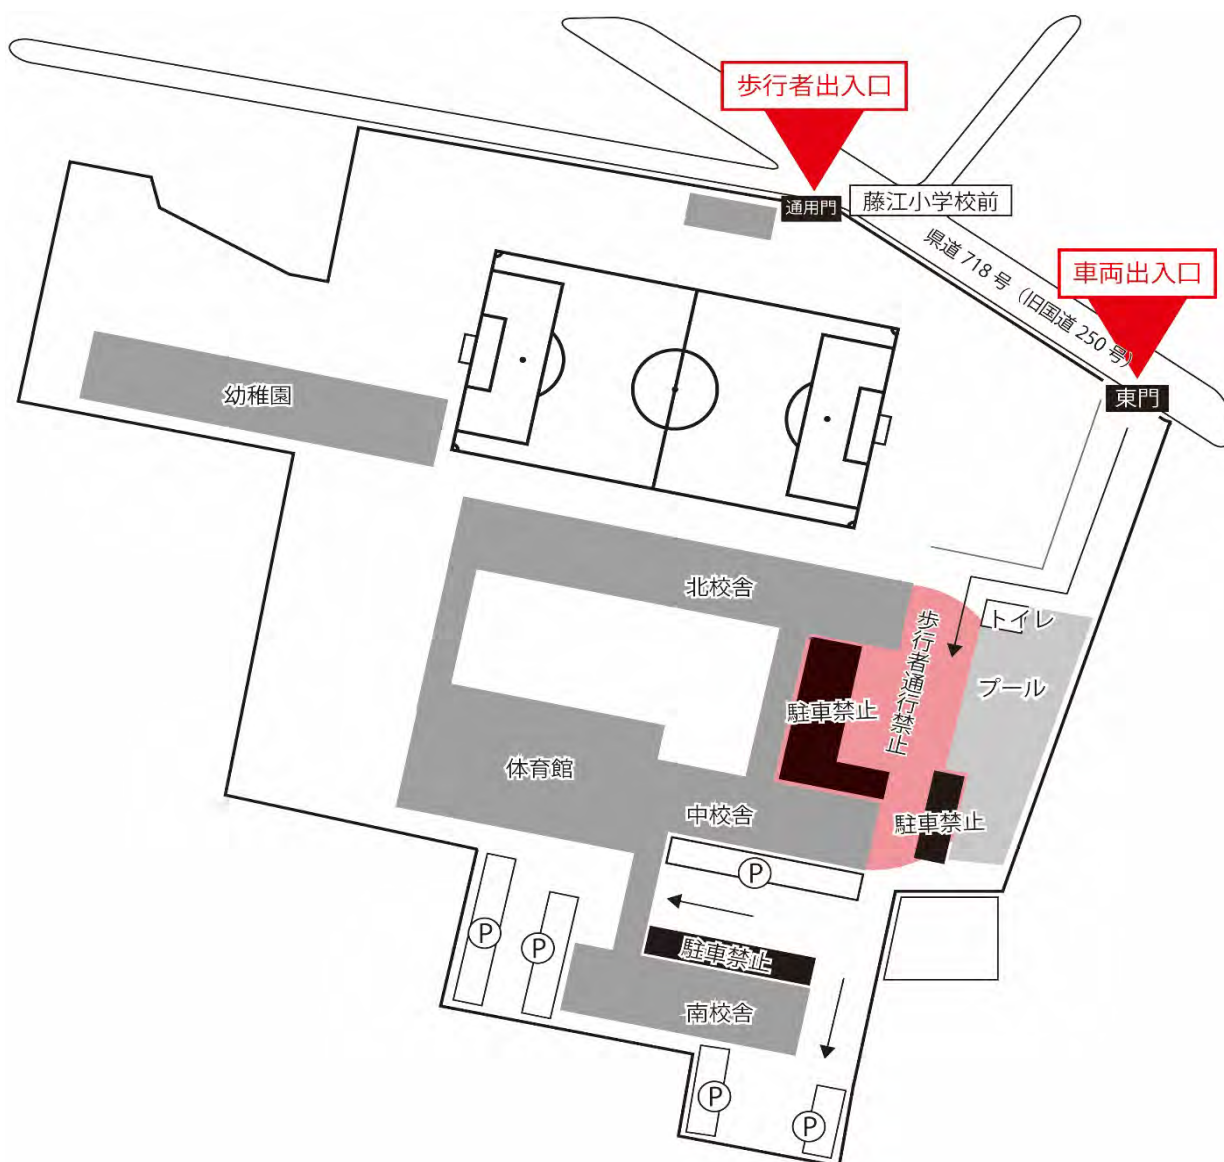 歩行者出入口
通用門
藤江小学校前
県道 718 号（旧国道 250 号）
車両出入口
東門
幼稚園
北校舎
歩行者通行禁止
トイレ
プール
駐車禁止
体育館
中校舎
駐車禁止
P
P
P
駐車禁止
南校舎
P
P